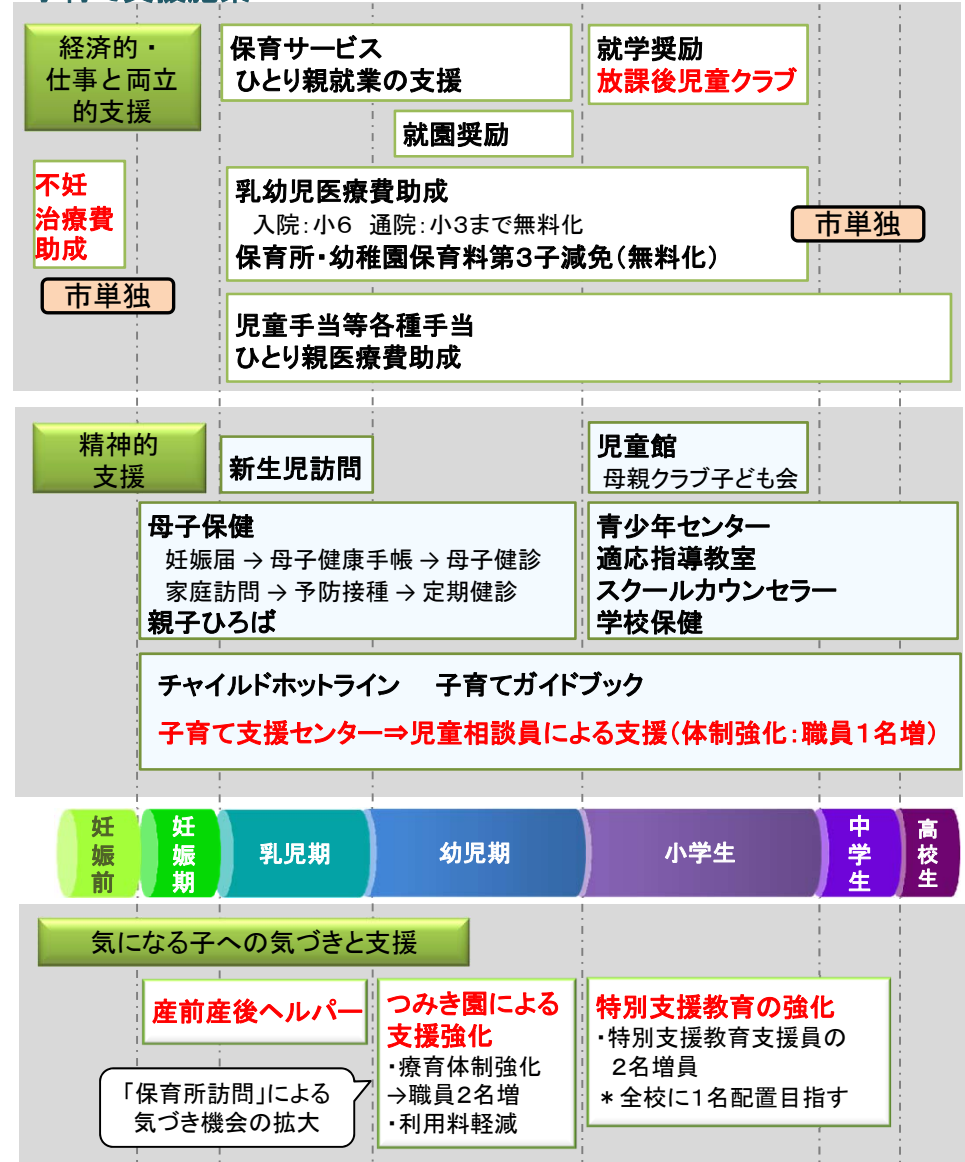 子育て支援施策
経済的・
仕事と両立
的支援
保育サービス
ひとり親就業の支援
就学奨励
放課後児童クラブ
就園奨励
不妊
治療費
助成
市単独
乳幼児医療費助成
入院：小６　通院：小３まで無料化
保育所・幼稚園保育料第３子減免（無料化）
市単独
児童手当等各種手当
ひとり親医療費助成
精神的
支援
新生児訪問
児童館
母親クラブ子ども会
母子保健
妊娠届 → 母子健康手帳 → 母子健診
家庭訪問 → 予防接種 → 定期健診
親子ひろば
青少年センター
適応指導教室
スクールカウンセラー
学校保健
チャイルドホットライン　子育てガイドブック
子育て支援センター⇒児童相談員による支援（体制強化：職員１名増）
妊娠前
妊娠期
乳児期
幼児期
小学生
中学生
高校生
気になる子への気づきと支援
産前産後ヘルパー
「保育所訪問」による
気づき機会の拡大
つみき園による
支援強化
・療育体制強化
→職員２名増
・利用料軽減
特別支援教育の強化
・特別支援教育支援員の
２名増員
＊全校に１名配置目指す